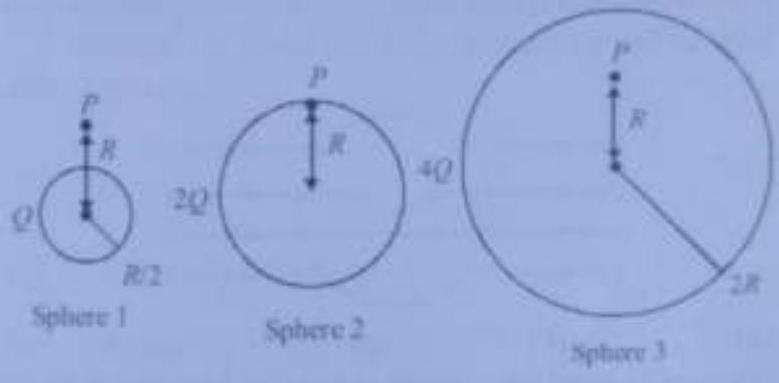 P
R
Q
R/2
Sphere 1
P
R
2Q
Sphere 2
P
R
4Q
2R
Sphere 3